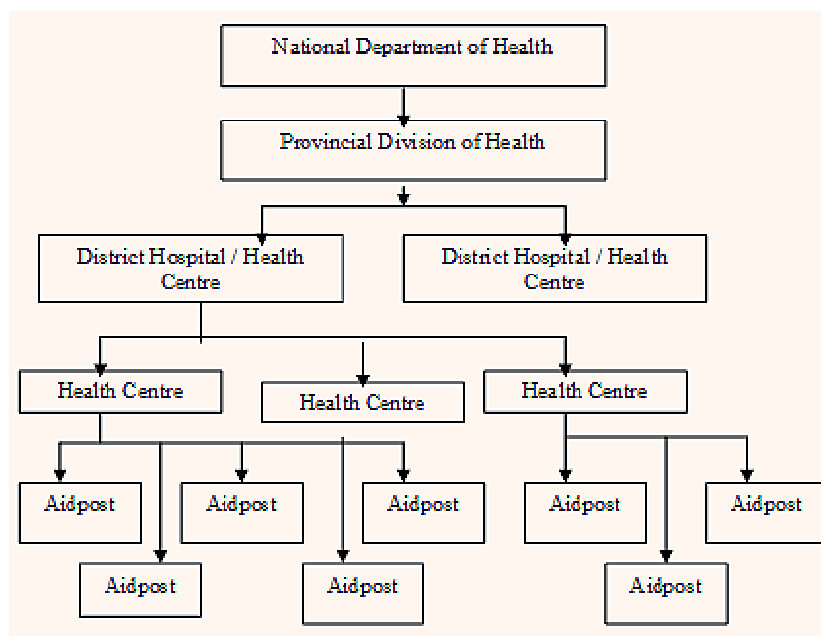 National Department of Health
Provincial Division of Health
District Hospital / Health
Centre
District Hospital / Health
Centre
Health Centre
Health Centre
Health Centre
Aidpost
Aidpost
Aidpost
Aidpost
Aidpost
Aidpost
Aidpost
Aidpost